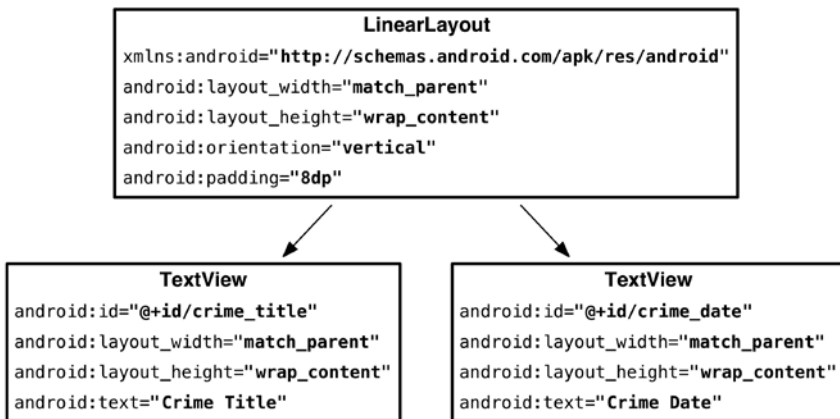 LinearLayout
xmlns:android="http://schemas.android.com/apk/res/android"
android:layout_width="match_parent"
android:layout_height="wrap_content"
android:orientation="vertical"
android:padding="8dp"
TextView
android:id="@+id/crime_title"
android:layout_width="match_parent"
android:layout_height="wrap_content"
android:text="Crime Title"
TextView
android:id="@+id/crime_date"
android:layout_width="match_parent"
android:layout_height="wrap_content"
android:text="Crime Date"